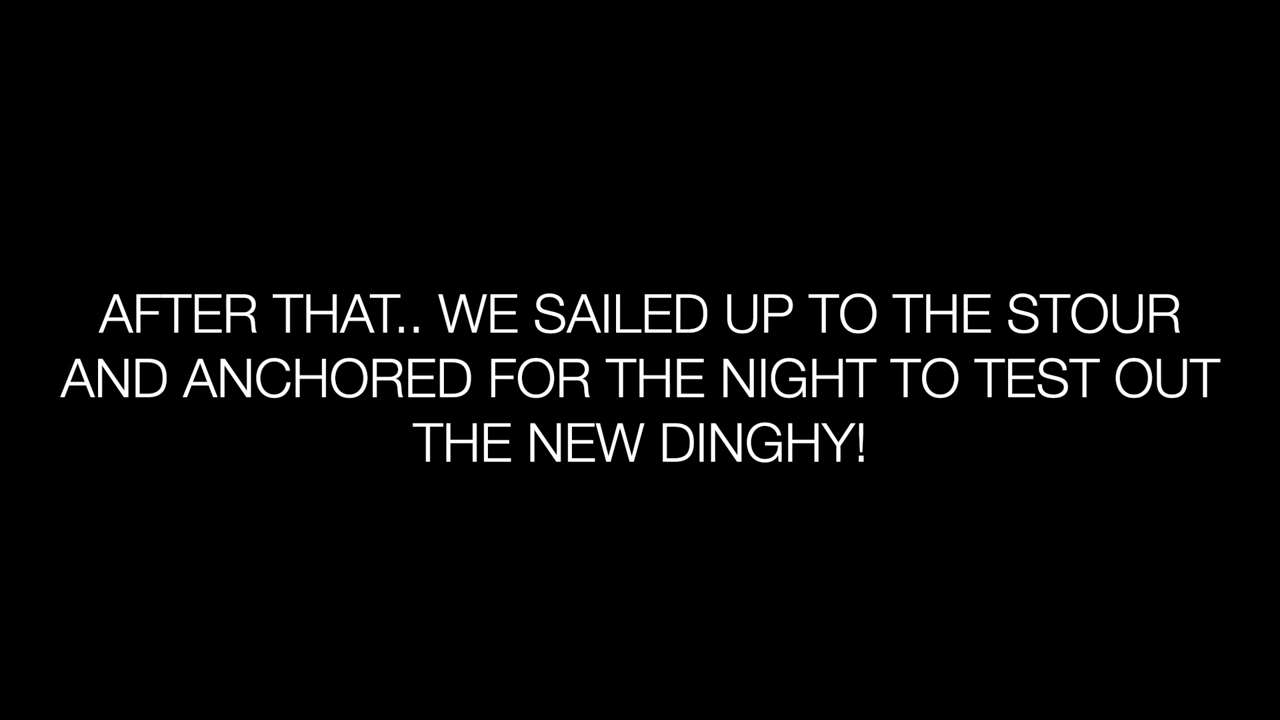 AFTER THAT.. WE SAILED UP TO THE STOUR
AND ANCHORED FOR THE NIGHT TO TEST OUT
THE NEW DINGHY!